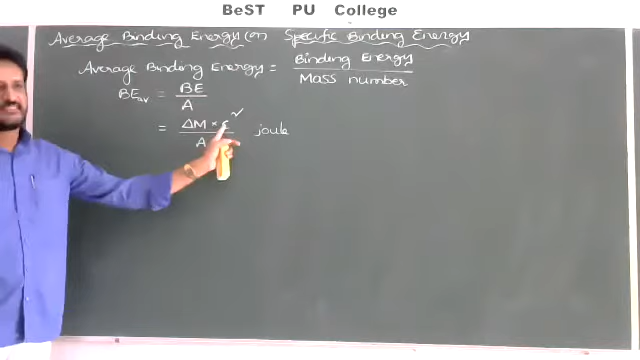 BeST PU College
Average Binding Energy (or) Specific Binding Energy
Average Binding Energy = Binding Energy / Mass number
BEav = BE / A
= ΔM × c² / A joule